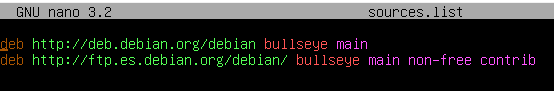 GNU nano 3.2 sources.list
deb http://deb.debian.org/debian bullseye main
deb http://ftp.es.debian.org/debian/ bullseye main non-free contrib